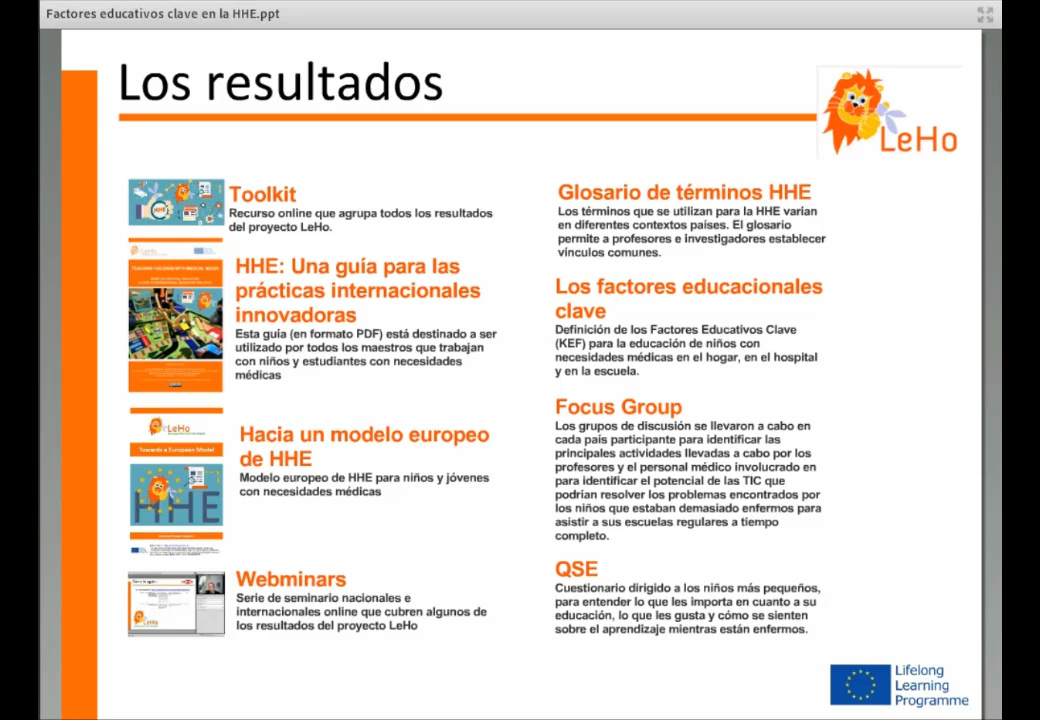 Factores educativos clave en la HHE.ppt
Los resultados
LeHo
Toolkit
Recurso online que agrupa todos los resultados
del proyecto LeHo.
HHE: Una guía para las
prácticas internacionales
innovadoras
Esta guía (en formato PDF) está destinado a ser
utilizado por todos los maestros que trabajan
con niños y estudiantes con necesidades
médicas
LeHo
Towards a European Model
HHE
Hacia un modelo europeo
de HHE
Modelo europeo de HHE para niños y jóvenes
con necesidades médicas
Webminars
Serie de seminario nacionales e
internacionales online que cubren algunos de
los resultados del proyecto LeHo
Glosario de términos HHE
Los términos que se utilizan para la HHE varían
en diferentes contextos países. El glosario
permite a profesores e investigadores establecer
vínculos comunes.
Los factores educacionales
clave
Definición de los Factores Educativos Clave
(KEF) para la educación de niños con
necesidades médicas en el hogar, en el hospital
y en la escuela.
Focus Group
Los grupos de discusión se llevaron a cabo en
cada país participante para identificar las
principales actividades llevadas a cabo por los
profesores y el personal médico involucrado en
para identificar el potencial de las TIC que
podrían resolver los problemas encontrados por
los niños que estaban demasiado enfermos para
asistir a sus escuelas regulares a tiempo
completo.
QSE
Cuestionario dirigido a los niños más pequeños,
para entender lo que les importa en cuanto a su
educación, lo que les gusta y cómo se sienten
sobre el aprendizaje mientras están enfermos.
Lifelong
Learning
Programme